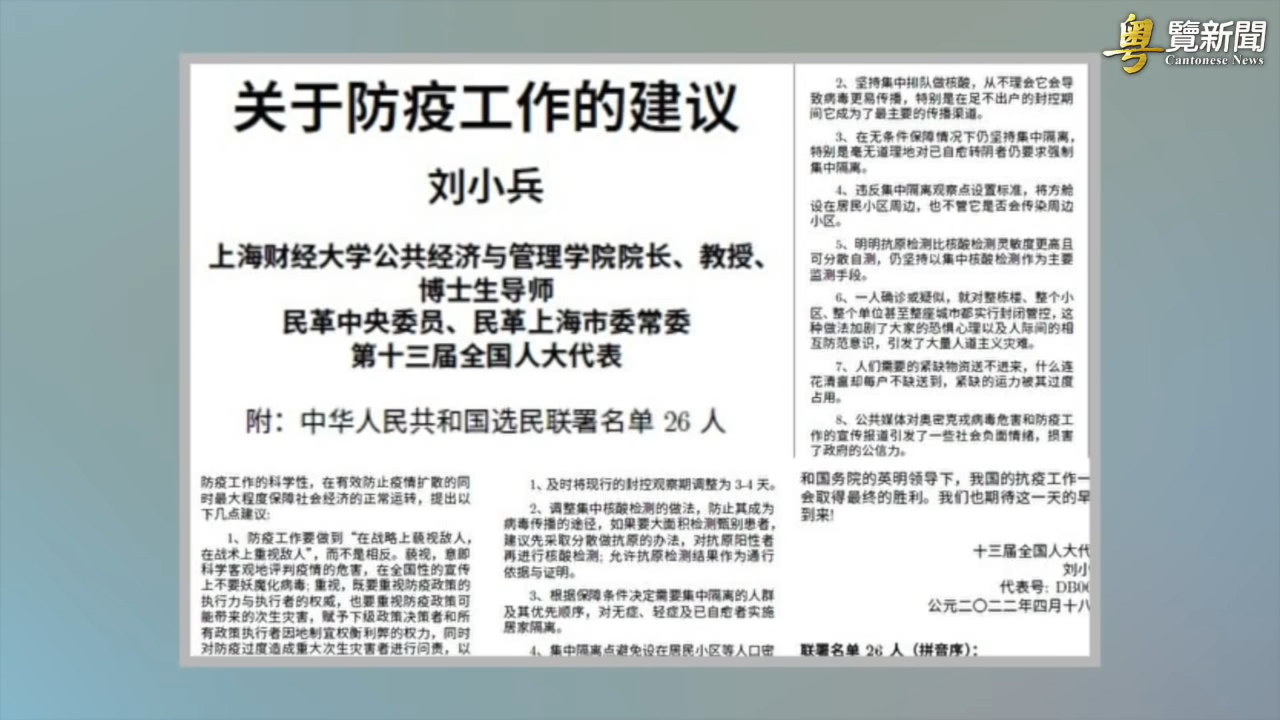 粤覽新聞
Cantonese News
关于防疫工作的建议
刘小兵
上海财经大学公共经济与管理学院院长、教授、
博士生导师
民革中央委员、民革上海市委常委
第十三届全国人大代表
附：中华人民共和国选民联署名单 26 人
2、坚持集中排队做核酸，从不理会它会导
致病毒更易传播，特别是在足不出户的封控期
间它成为了最主要的传播渠道。
3、在无条件保障情况下仍坚持集中隔离，
特别是毫无道理地对已自愈转阴者仍要求强制
集中隔离。
4、违反集中隔离观察点设置标准，将方舱
设在居民小区周边，也不管它是否会传染周边
小区。
5、明明抗原检测比核酸检测灵敏度更高且
可分散自测，仍坚持以集中核酸检测作为主要
监测手段。
6、一人确诊或疑似，就对整栋楼、整个小
区、整个单位甚至整座城市都实行封闭管控，这
种做法加剧了大家的恐惧心理以及人际间的相
互防范意识，引发了大量人道主义灾难。
7、人们需要的紧缺物资送不进来，什么连
花清瘟却每户不缺送到，紧缺的运力被其过度
占用。
8、公共媒体对奥密克戎病毒危害和防疫工
作的宣传报道引发了一些社会负面情绪，损害
了政府的公信力。
防疫工作的科学性，在有效防止疫情扩散的同
时最大程度保障社会经济的正常运转，提出以
下几点建议：
1、防疫工作要做到“在战略上藐视敌人，
在战术上重视敌人”，而不是相反。藐视，意即
科学客观地评判疫情的危害，在全国性的宣传
上不要妖魔化病毒；重视，既要重视防疫政策的
执行力与执行者的权威，也要重视防疫政策可
能带来的次生灾害，赋予下级政策决策者和所
有政策执行者因地制宜权衡利弊的权力，同时
对防疫过度造成重大次生灾害者进行问责，以
1、及时将现行的封控观察期调整为 3-4 天。
2、调整集中核酸检测的做法，防止其成为
病毒传播的途径，如果要大面积检测甄别患者，
建议先采取分散做抗原的办法，对抗原阳性者
再进行核酸检测；允许抗原检测结果作为通行
依据与证明。
3、根据保障条件决定需要集中隔离的人群
及其优先顺序，对无症、轻症及已自愈者实施
居家隔离。
4、集中隔离点避免设在居民小区等人口密
和国务院的英明领导下，我国的抗疫工作一
会取得最终的胜利。我们也期待这一天的早
到来!
十三届全国人大代
刘小
代表号: DB0
公元二〇二二年四月十八
联署名单 26 人（拼音序）：